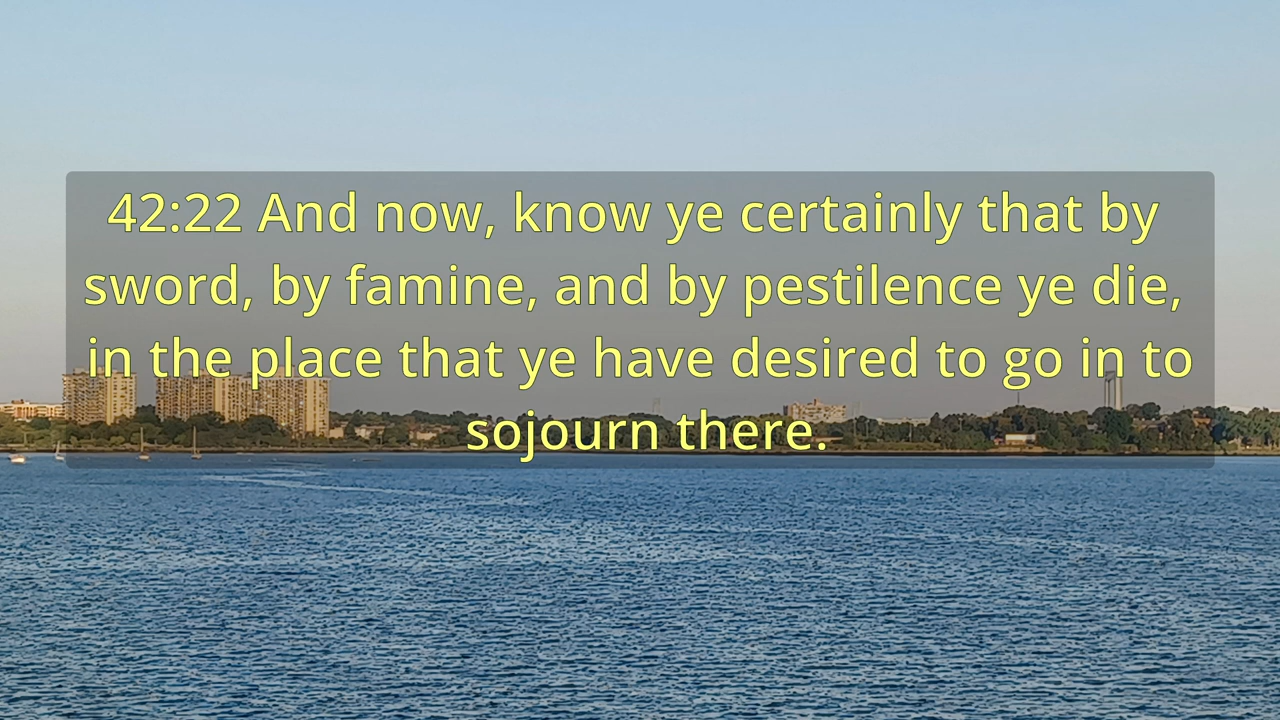 42:22 And now, know ye certainly that by
sword, by famine, and by pestilence ye die,
in the place that ye have desired to go in to
sojourn there.